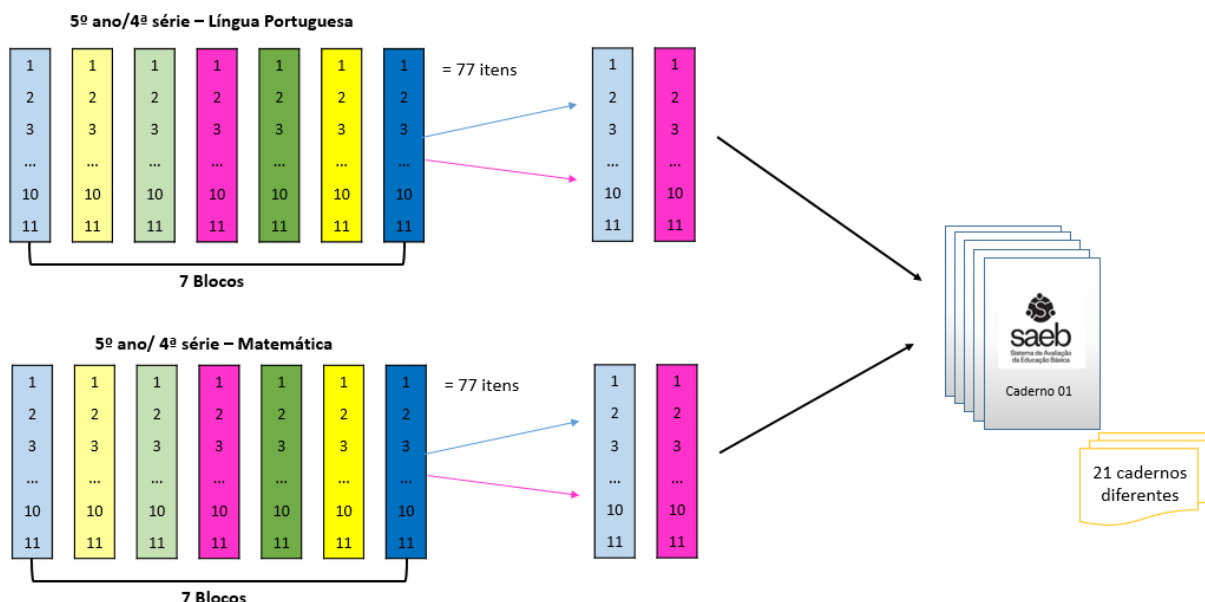 5º ano/4ª série – Língua Portuguesa
1 1 1 1 1 1 1
2 2 2 2 2 2 2
3 3 3 3 3 3 3
... ... ... ... ... ... ...
10 10 10 10 10 10 10
11 11 11 11 11 11 11
= 77 itens
7 Blocos
1 1
2 2
3 3
... ...
10 10
11 11
5º ano/ 4ª série – Matemática
1 1 1 1 1 1 1
2 2 2 2 2 2 2
3 3 3 3 3 3 3
... ... ... ... ... ... ...
10 10 10 10 10 10 10
11 11 11 11 11 11 11
= 77 itens
7 Blocos
1 1
2 2
3 3
... ...
10 10
11 11
saeb
Sistema de Avaliação
da Educação Básica
Caderno 01
21 cadernos
diferentes